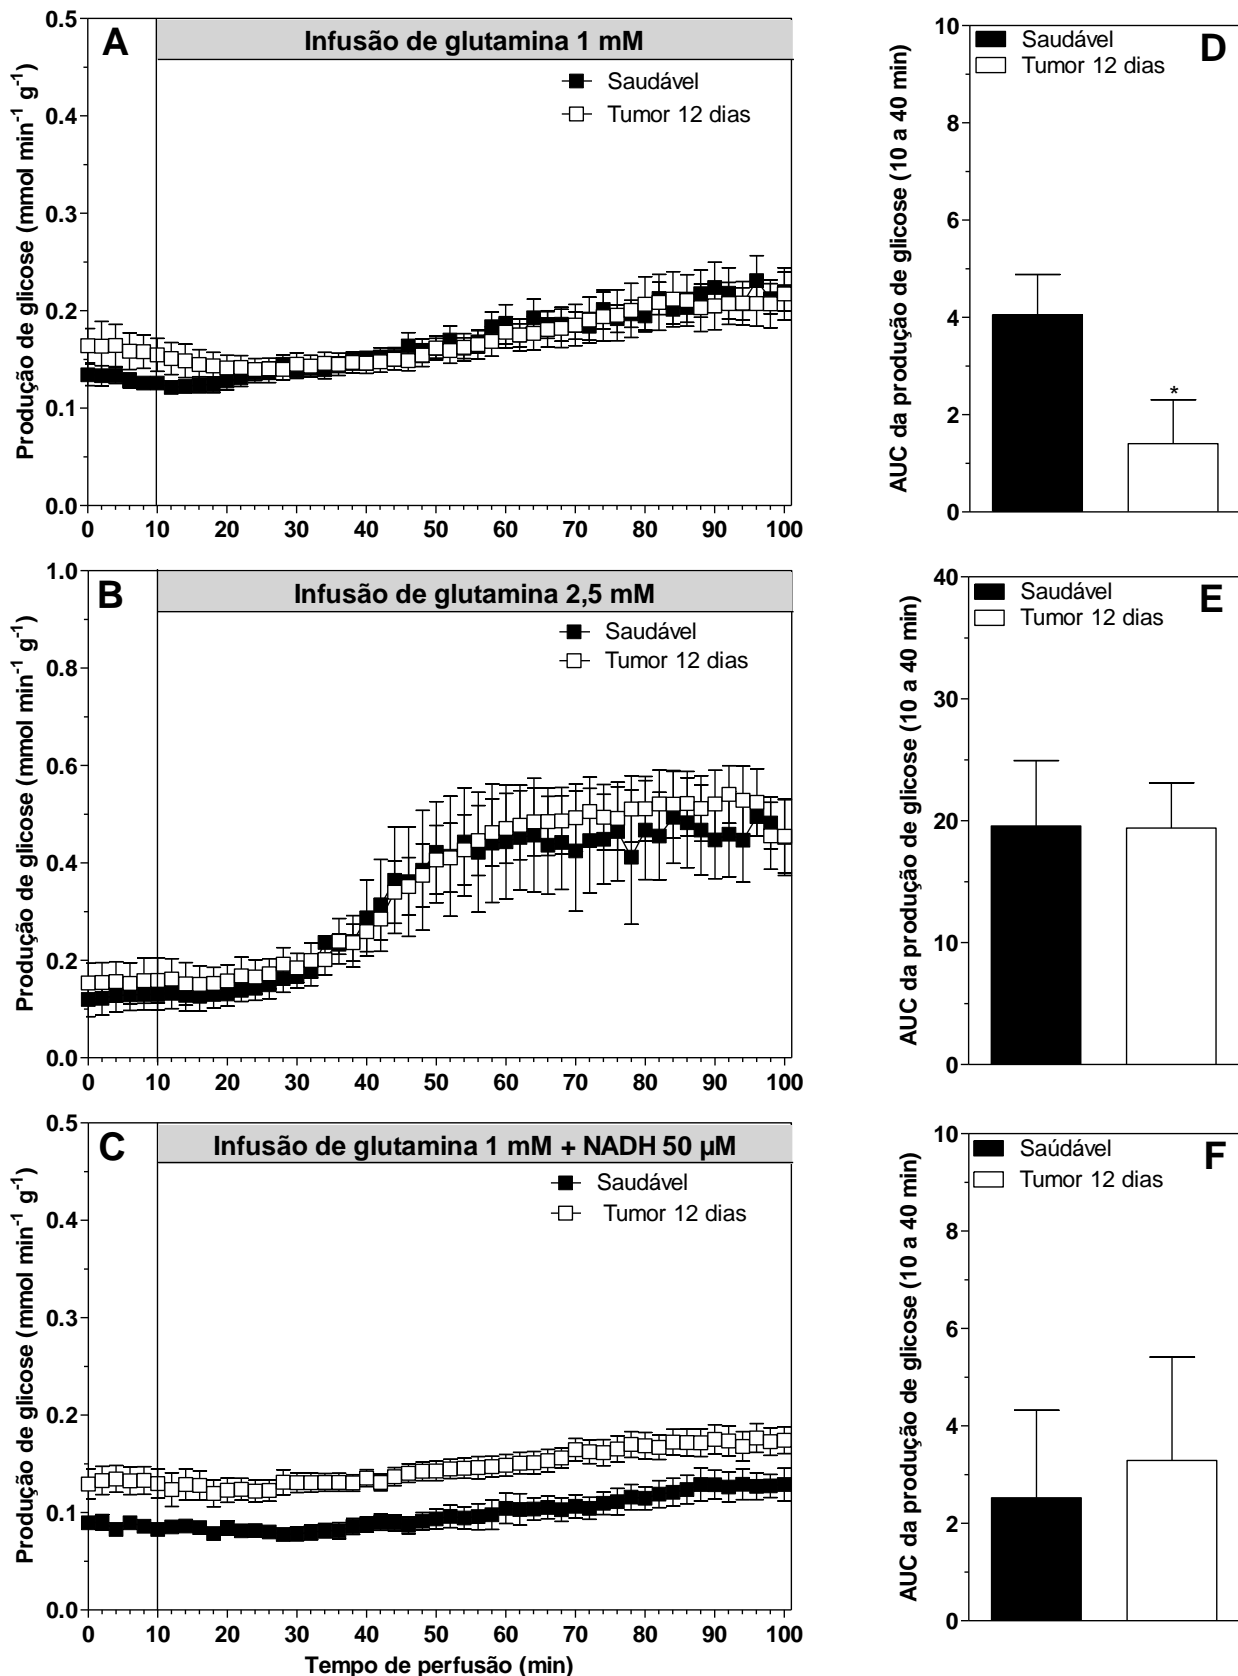 A
Infusão de glutamina 1 mM
Saudável
Tumor 12 dias
Produção de glicose (mmol min⁻¹ g⁻¹)
0.5
0.4
0.3
0.2
0.1
0.0
0 10 20 30 40 50 60 70 80 90 100
D
Saudável
Tumor 12 dias
AUC da produção de glicose (10 a 40 min)
10
8
6
4
2
0
*
B
Infusão de glutamina 2,5 mM
Saudável
Tumor 12 dias
Produção de glicose (mmol min⁻¹ g⁻¹)
1.0
0.8
0.6
0.4
0.2
0.0
0 10 20 30 40 50 60 70 80 90 100
E
Saudável
Tumor 12 dias
AUC da produção de glicose (10 a 40 min)
40
30
20
10
0
C
Infusão de glutamina 1 mM + NADH 50 µM
Saudável
Tumor 12 dias
Produção de glicose (mmol min⁻¹ g⁻¹)
0.5
0.4
0.3
0.2
0.1
0.0
0 10 20 30 40 50 60 70 80 90 100
Tempo de perfusão (min)
F
Saúdável
Tumor 12 dias
AUC da produção de glicose (10 a 40 min)
10
8
6
4
2
0